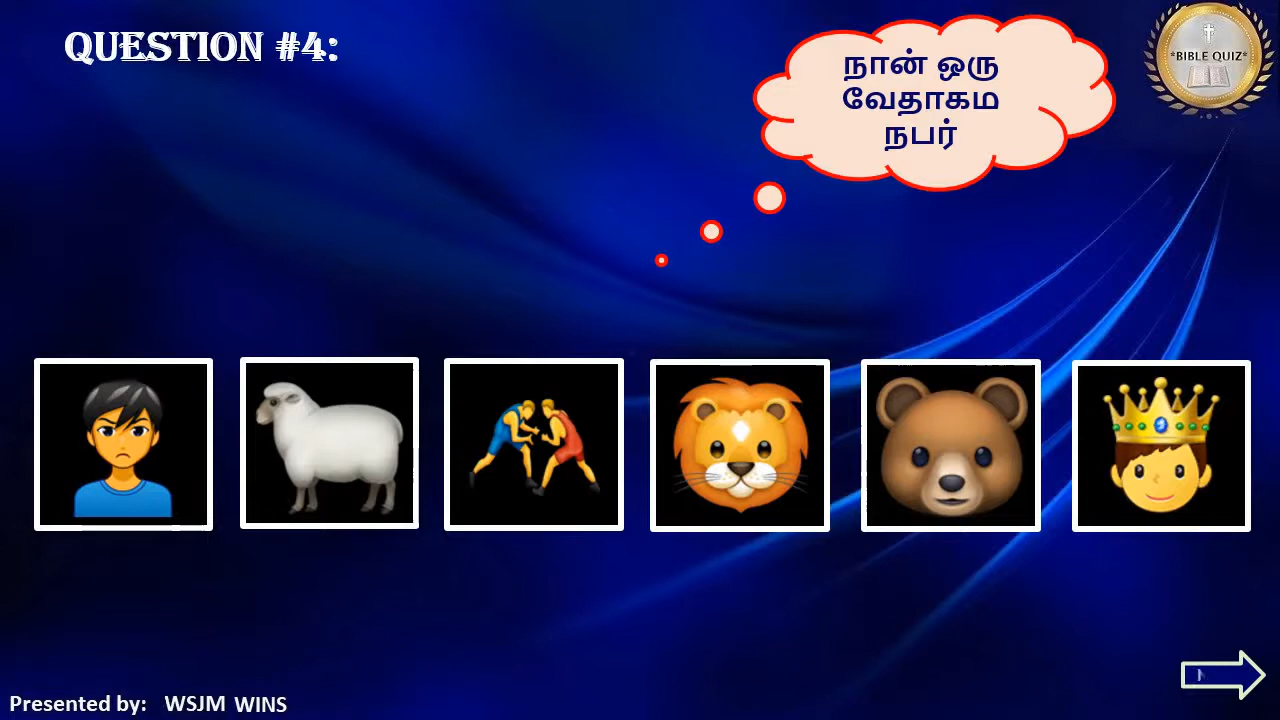 QUESTION #4:
நான் ஒரு
வேதாகம
நபர்
*BIBLE QUIZ*
Presented by: WSJM WINS